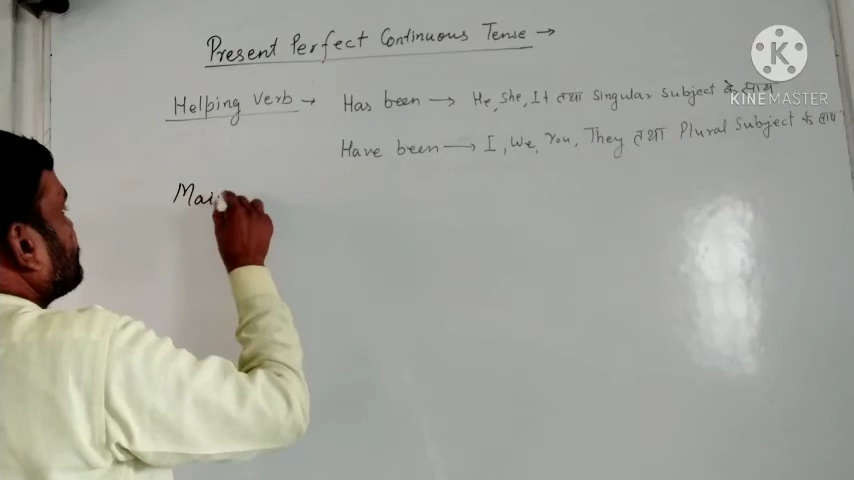 Present Perfect Continuous Tense →
Helping Verb → Has been → He, She, It तथा Singular Subject के साथ
Have been → I, We, You, They तथा Plural Subject के साथ
Mai
K
KINEMASTER